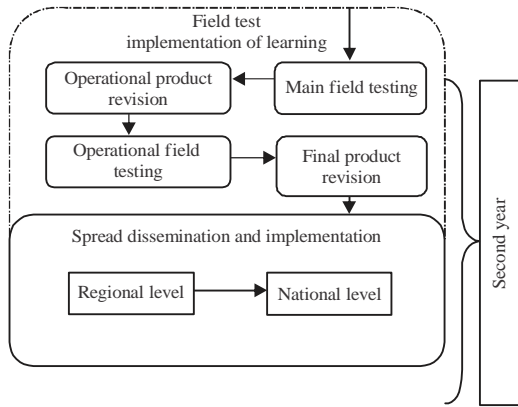 Field test
implementation of learning
Operational product
revision
Main field testing
Operational field
testing
Final product
revision
Spread dissemination and implementation
Regional level
National level
Second year